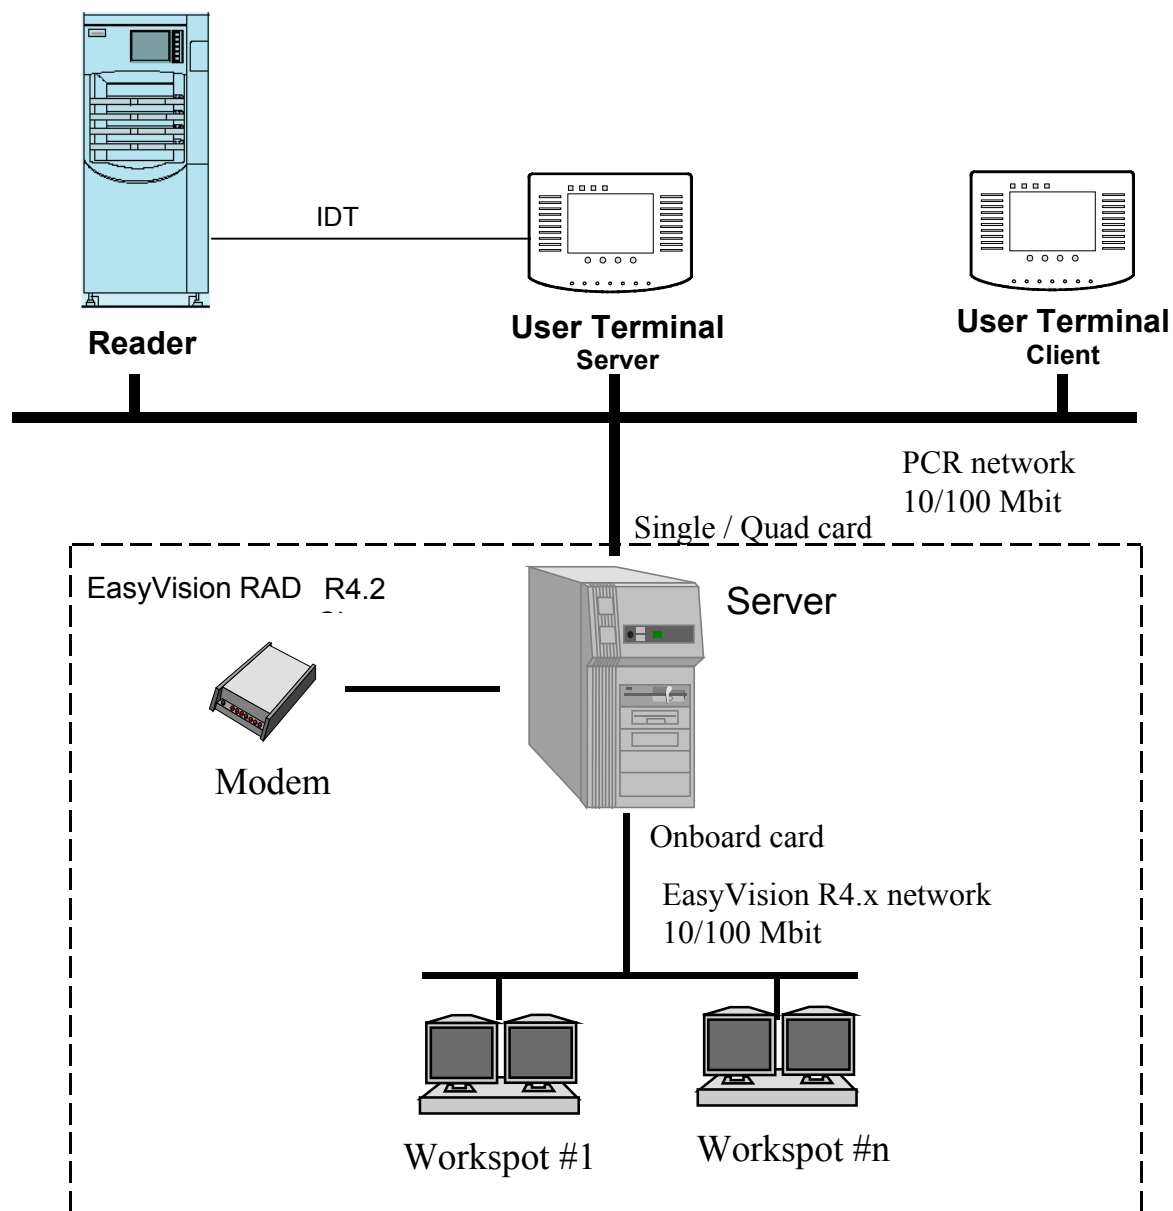 IDT
Reader
User Terminal
Server
User Terminal
Client
PCR network
10/100 Mbit
Single / Quad card
EasyVision RAD R4.2
Server
Modem
Onboard card
EasyVision R4.x network
10/100 Mbit
Workspot #1
Workspot #n